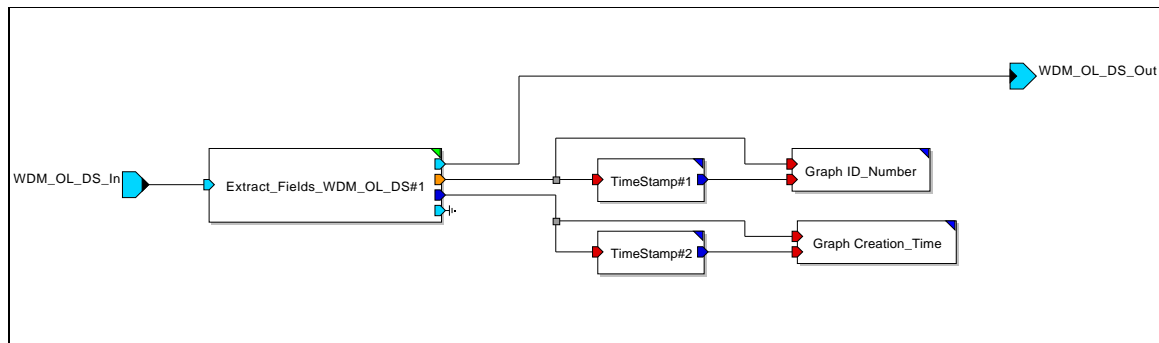 WDM_OL_DS_Out
WDM_OL_DS_In
Extract_Fields_WDM_OL_DS#1
TimeStamp#1
Graph ID_Number
TimeStamp#2
Graph Creation_Time